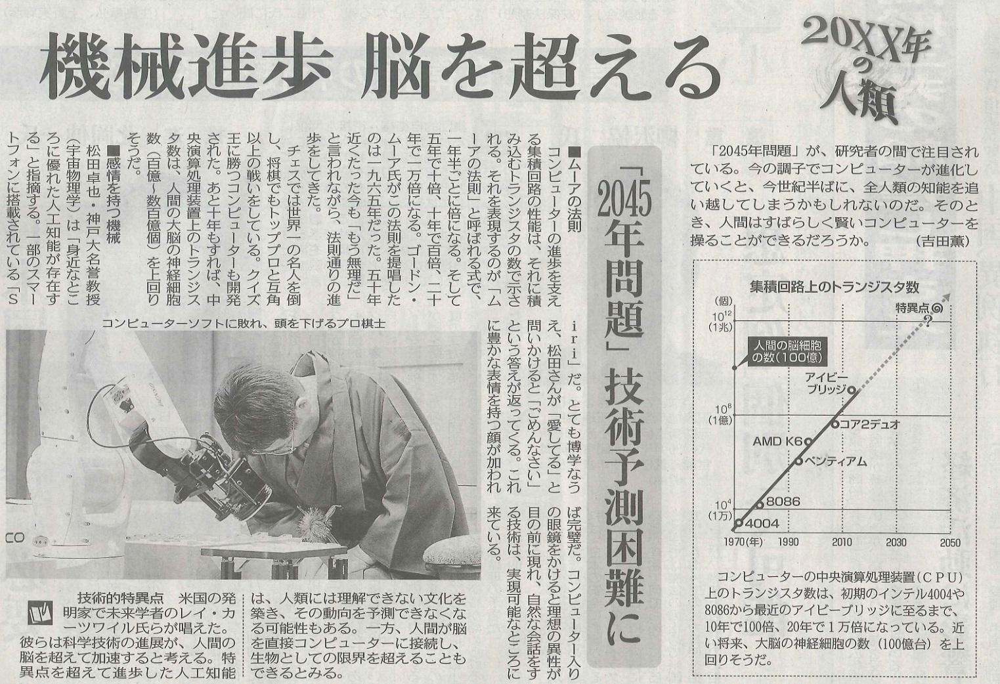 機械進歩 脳を超える
20XX年
の
人類
「2045年問題」が、研究者の間で注目され
ている。今の調子でコンピューターが進化し
ていくと、今世紀半ばに、全人類の知能を追
い越してしまうかもしれないのだ。そのと
き、人間はすばらしく賢いコンピューターを
操ることができるだろうか。 (吉田薫)
「2045年問題」技術予測困難に
■ムーアの法則
コンピューターの進歩を支え
る集積回路の性能は、それに積
み込むトランジスタの数で示さ
れる。それを表現するのが「ム
ーアの法則」と呼ばれる式で、
一年半ごとに倍になる。そして
五年で十倍、十年で百倍、二十
年で一万倍になる。ゴードン・
ムーア氏がこの法則を提唱した
のは一九六五年だった。五十年
近くたった今も「もう無理だ」
と言われながら、法則通りの進
歩をしてきた。
チェスでは世界一の名人を倒
し、将棋でもトッププロと互角
以上の戦いをしている。クイズ
王に勝つコンピューターも開発
された。あと十年もすれば、中
央演算処理装置上のトランジス
タ数は、人間の大脳の神経細胞
数(百億〜数百億個)を上回り
そうだ。
■感情を持つ機械
松田卓也・神戸大名誉教授
(宇宙物理学)は「身近なとこ
ろに優れた人工知能が存在す
る」と指摘する。一部のスマー
トフォンに搭載されている「S
iri」だ。とても博学なう
え、松田さんが「愛してる」と
問いかけると「ごめんなさい」
という答えが返ってくる。これ
に豊かな表情を持つ顔が加われ
ば完璧だ。コンピューター入り
の眼鏡をかけると理想の異性が
目の前に現れ、自然な会話をす
る技術は、実現可能なところに
来ている。
コンピューターソフトに敗れ、頭を下げるプロ棋士
CO
技術的特異点 米国の発
明家で未来学者のレイ・カ
ーツワイル氏らが唱えた。
彼らは科学技術の進展が、人間の
脳を超えて加速すると考える。特
異点を超えて進歩した人工知能
は、人類には理解できない文化を
築き、その動向を予測できなくな
る可能性もある。一方、人間が脳
を直接コンピューターに接続し、
生物としての限界を超えることも
できるとみる。
集積回路上のトランジスタ数
(個)
10¹²
(1兆)
特異点
?
人間の脳細胞
の数(100億)
アイビー
ブリッジ
10⁸
(1億)
コア2デュオ
AMD K6
ペンティアム
10⁴
(1万)
8086
4004
1970(年) 1990 2010 2030 2050
コンピューターの中央演算処理装置(CPU)
上のトランジスタ数は、初期のインテル4004や
8086から最近のアイビーブリッジに至るまで、
10年で100倍、20年で1万倍になっている。近
い将来、大脳の神経細胞の数(100億台)を上
回りそうだ。